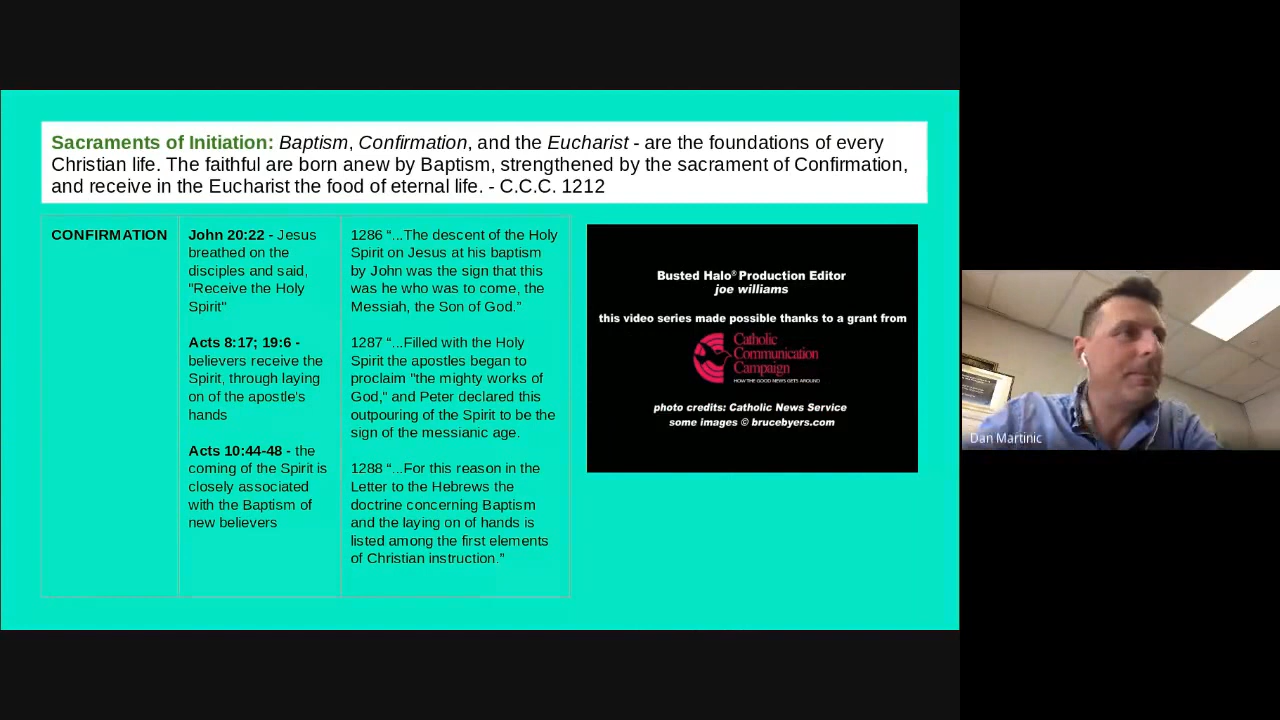 Sacraments of Initiation: Baptism, Confirmation, and the Eucharist - are the foundations of every
Christian life. The faithful are born anew by Baptism, strengthened by the sacrament of Confirmation,
and receive in the Eucharist the food of eternal life. - C.C.C. 1212
CONFIRMATION
John 20:22 - Jesus
breathed on the
disciples and said,
"Receive the Holy
Spirit"
Acts 8:17; 19:6 -
believers receive the
Spirit, through laying
on of the apostle's
hands
Acts 10:44-48 - the
coming of the Spirit is
closely associated
with the Baptism of
new believers
1286 “...The descent of the Holy
Spirit on Jesus at his baptism
by John was the sign that this
was he who was to come, the
Messiah, the Son of God.”
1287 “...Filled with the Holy
Spirit the apostles began to
proclaim "the mighty works of
God," and Peter declared this
outpouring of the Spirit to be the
sign of the messianic age.
1288 “...For this reason in the
Letter to the Hebrews the
doctrine concerning Baptism
and the laying on of hands is
listed among the first elements
of Christian instruction.”
Busted Halo® Production Editor
joe williams
this video series made possible thanks to a grant from
Catholic
Communication
Campaign
HOW THE GOOD NEWS GETS AROUND
photo credits: Catholic News Service
some images © brucebyers.com
Dan Martinic